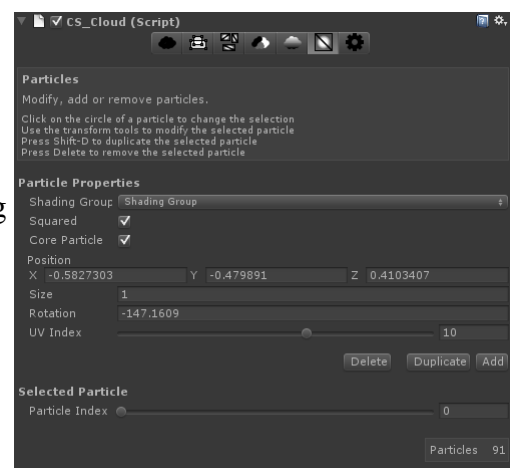 CS_Cloud (Script)
Particles
Modify, add or remove particles.
Click on the circle of a particle to change the selection
Use the transform tools to modify the selected particle
Press Shift-D to duplicate the selected particle
Press Delete to remove the selected particle
Particle Properties
Shading Group Shading Group
Squared
Core Particle
Position
X -0.5827303 Y -0.479891 Z 0.4103407
Size 1
Rotation -147.1609
UV Index 10
Delete Duplicate Add
Selected Particle
Particle Index 0
Particles 91